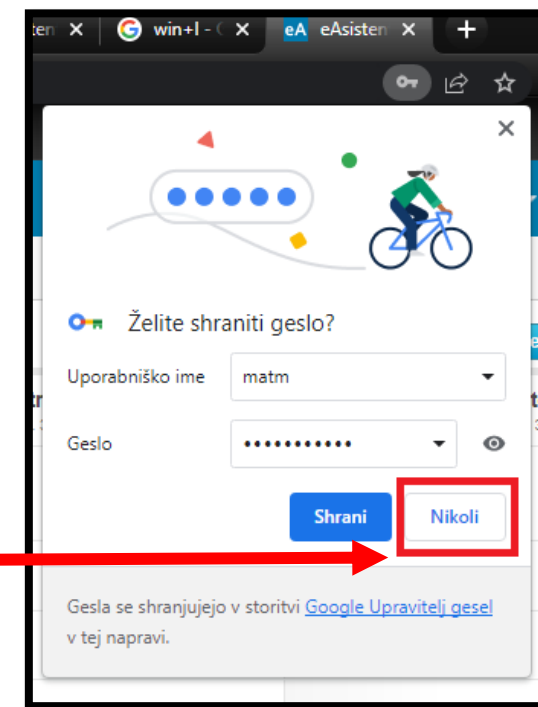 win+l - G
eA eAsisten
Želite shraniti geslo?
Uporabniško ime matm
Geslo •••••••••••
Shrani Nikoli
Gesla se shranjujejo v storitvi Google Upravitelj gesel
v tej napravi.